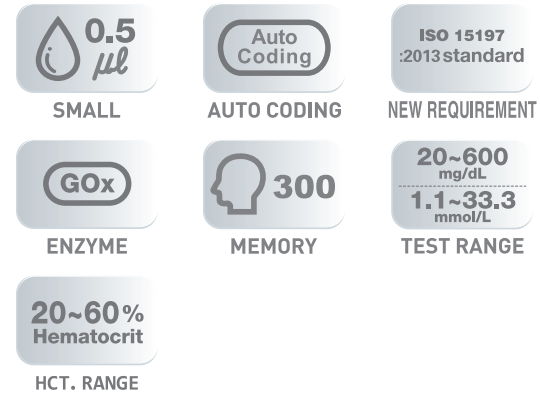 0.5
μl
SMALL
Auto
Coding
AUTO CODING
ISO 15197
:2013 standard
NEW REQUIREMENT
GOx
ENZYME
300
MEMORY
20~600
mg/dL
1.1~33.3
mmol/L
TEST RANGE
20~60%
Hematocrit
HCT. RANGE